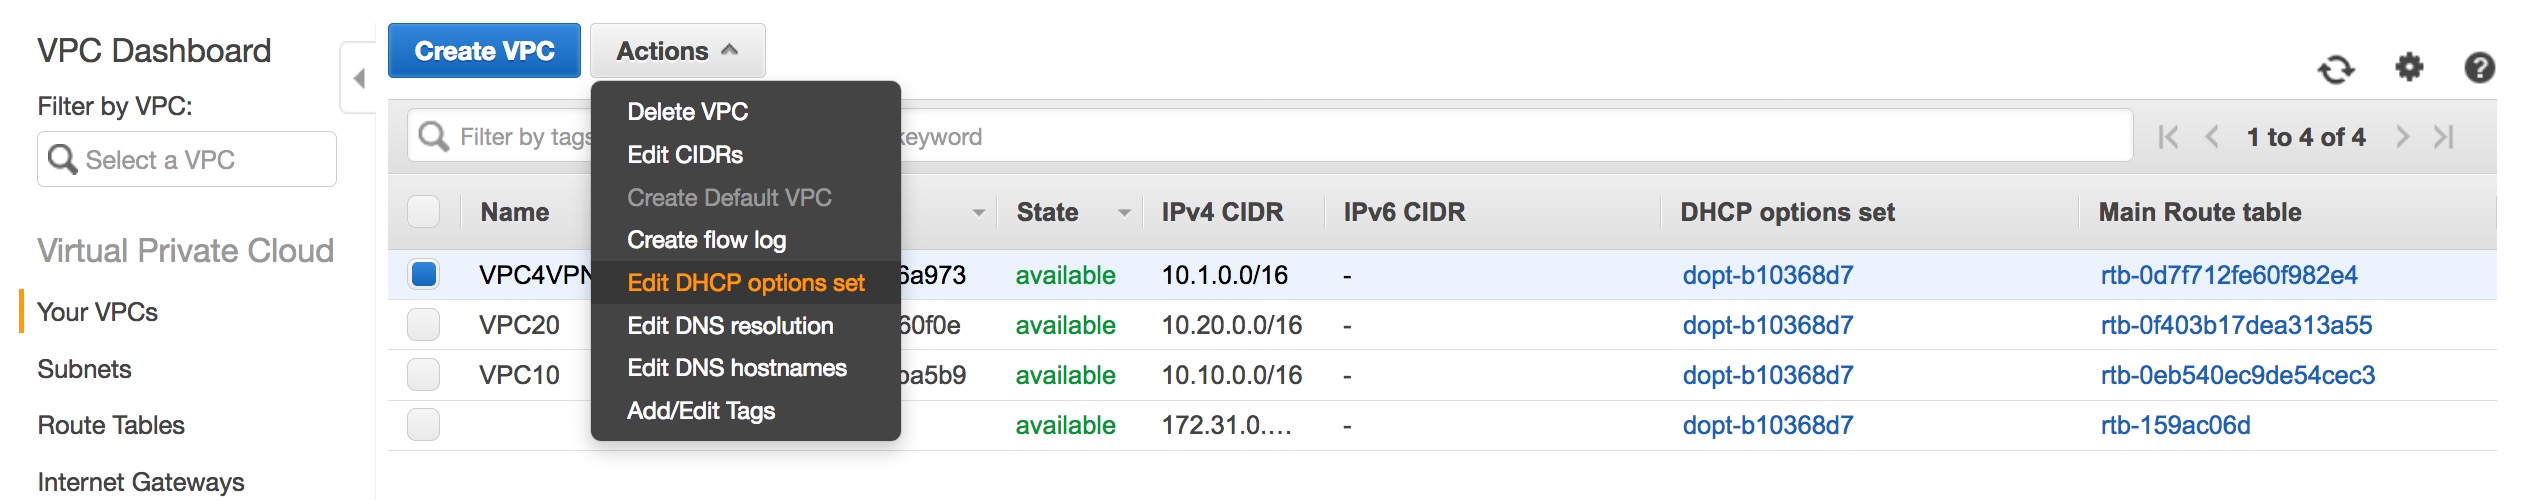 VPC Dashboard
Filter by VPC:
Select a VPC
Virtual Private Cloud
Your VPCs
Subnets
Route Tables
Internet Gateways
Create VPC Actions
Delete VPC
Edit CIDRs
Create Default VPC
Create flow log
Edit DHCP options set
Edit DNS resolution
Edit DNS hostnames
Add/Edit Tags
Filter by tags keyword 1 to 4 of 4
Name State IPv4 CIDR IPv6 CIDR DHCP options set Main Route table
VPC4VPN 6a973 available 10.1.0.0/16 - dopt-b10368d7 rtb-0d7f712fe60f982e4
VPC20 60f0e available 10.20.0.0/16 - dopt-b10368d7 rtb-0f403b17dea313a55
VPC10 ba5b9 available 10.10.0.0/16 - dopt-b10368d7 rtb-0eb540ec9de54cec3
available 172.31.0.... - dopt-b10368d7 rtb-159ac06d